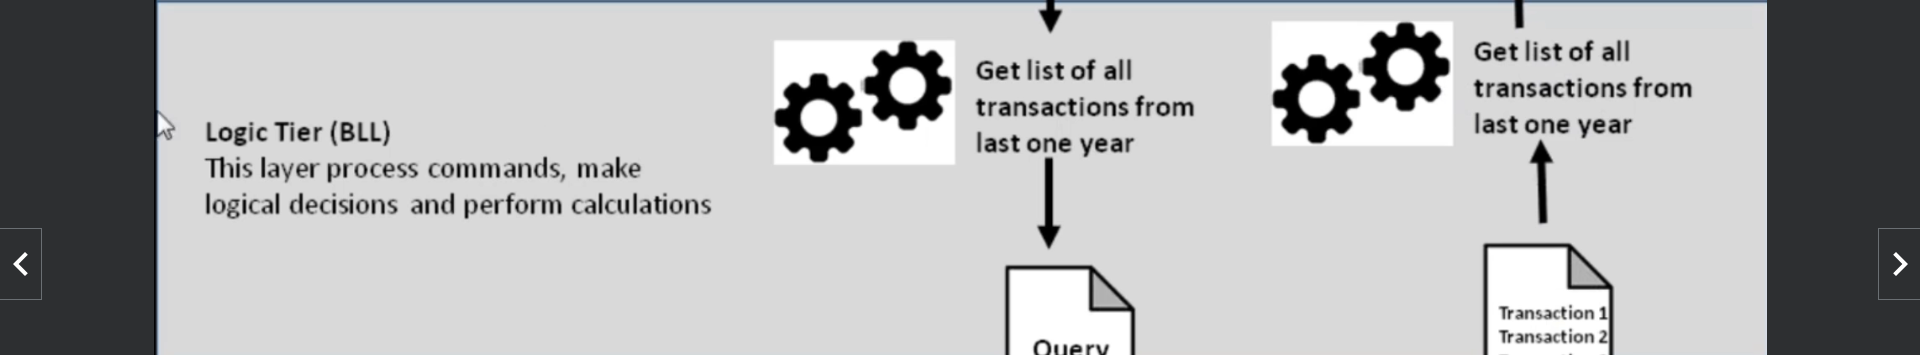 Logic Tier (BLL)
This layer process commands, make
logical decisions and perform calculations
Get list of all
transactions from
last one year
Query
Get list of all
transactions from
last one year
Transaction 1
Transaction 2